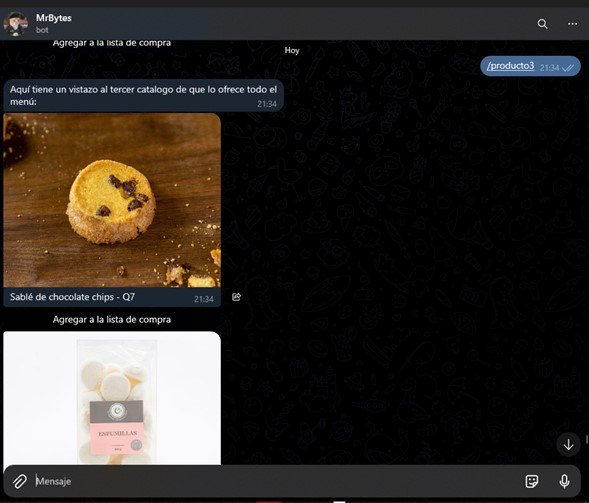 MrBytes
bot
Agregar a la lista de compra
Hoy
/producto3 21:34
Aquí tiene un vistazo al tercer catalogo de que lo ofrece todo el
menú:
21:34
Sablé de chocolate chips - Q7 21:34
Agregar a la lista de compra
ESPUMILLAS
Mensaje